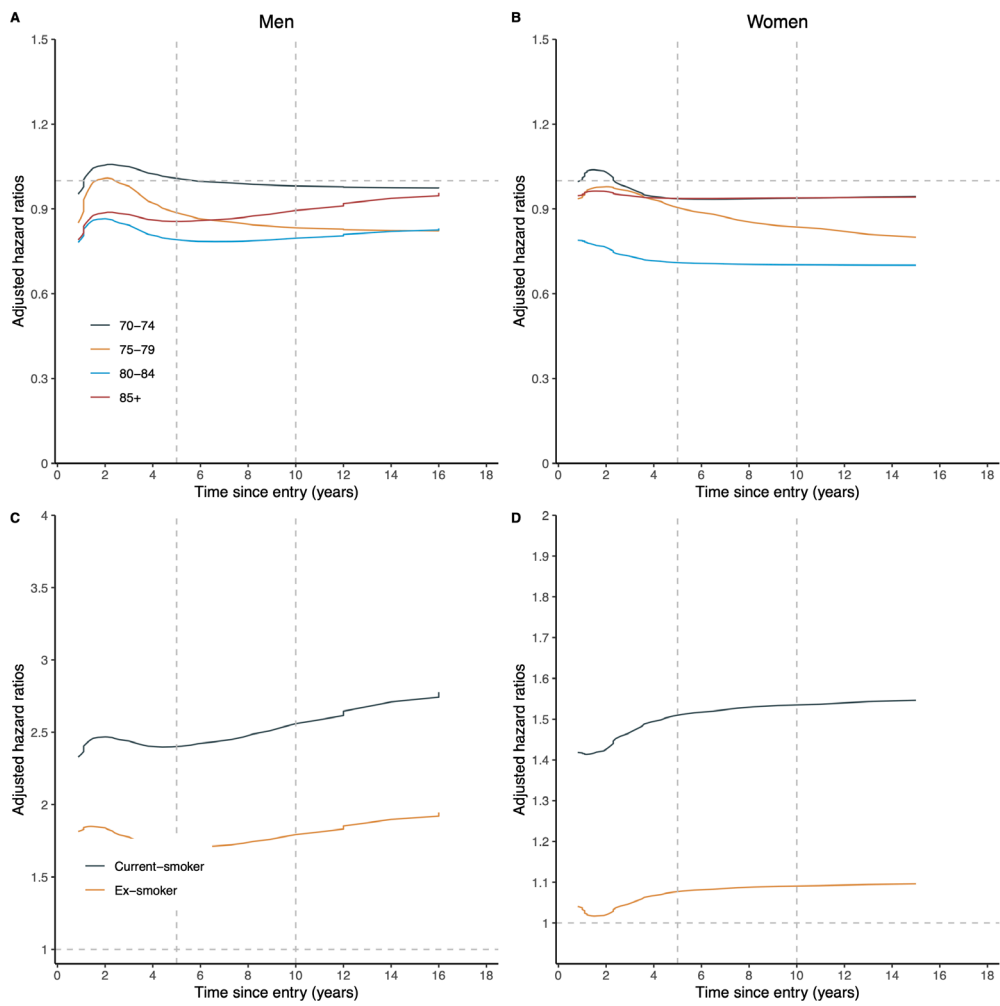 A
Men
B
Women
Adjusted hazard ratios
1.5
1.2
0.9
0.6
0.3
0
70−74
75−79
80−84
85+
0 2 4 6 8 10 12 14 16 18
Time since entry (years)
Adjusted hazard ratios
1.5
1.2
0.9
0.6
0.3
0
0 2 4 6 8 10 12 14 16 18
Time since entry (years)
C
Adjusted hazard ratios
4
3.5
3
2.5
2
1.5
1
Current−smoker
Ex−smoker
0 2 4 6 8 10 12 14 16 18
Time since entry (years)
D
Adjusted hazard ratios
2
1.9
1.8
1.7
1.6
1.5
1.4
1.3
1.2
1.1
1
0 2 4 6 8 10 12 14 16 18
Time since entry (years)